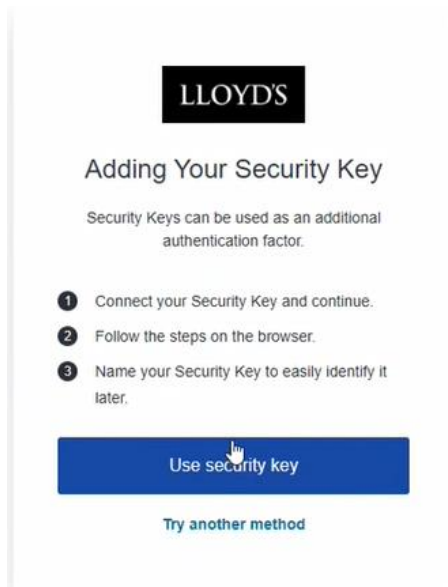 LLOYD'S
Adding Your Security Key
Security Keys can be used as an additional
authentication factor.
1 Connect your Security Key and continue.
2 Follow the steps on the browser.
3 Name your Security Key to easily identify it
later.
Use security key
Try another method